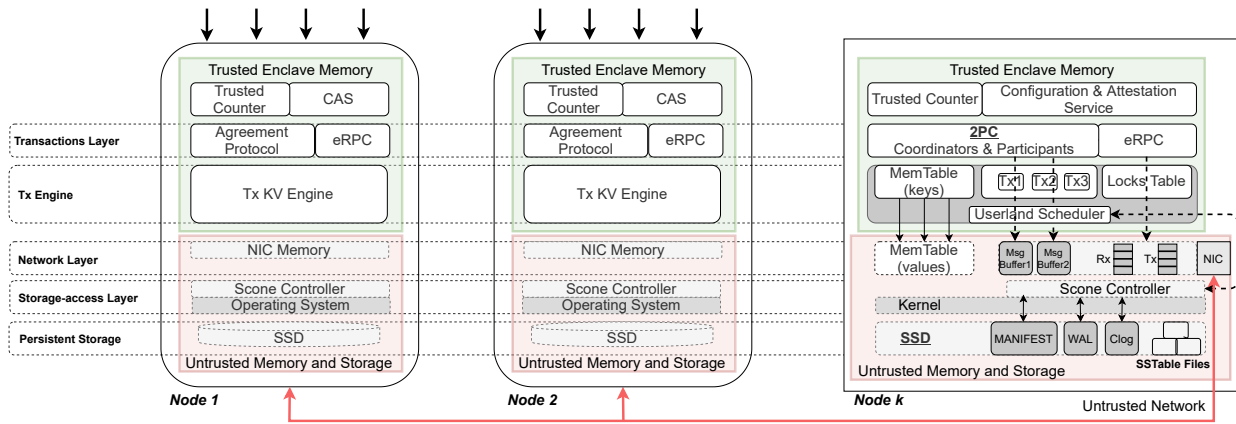 Transactions Layer
Tx Engine
Network Layer
Storage-access Layer
Persistent Storage
Trusted Enclave Memory
Trusted
Counter
CAS
Agreement
Protocol
eRPC
Tx KV Engine
NIC Memory
Scone Controller
Operating System
SSD
Untrusted Memory and Storage
Node 1
Trusted Enclave Memory
Trusted
Counter
CAS
Agreement
Protocol
eRPC
Tx KV Engine
NIC Memory
Scone Controller
Operating System
SSD
Untrusted Memory and Storage
Node 2
Trusted Enclave Memory
Trusted Counter
Configuration & Attestation
Service
2PC
Coordinators & Participants
eRPC
MemTable
(keys)
Tx1
Tx2
Tx3
Locks Table
Userland Scheduler
MemTable
(values)
Msg
Buffer1
Msg
Buffer2
Rx
Tx
NIC
Scone Controller
Kernel
SSD
MANIFEST
WAL
Clog
SSTable Files
Untrusted Memory and Storage
Node k
Untrusted Network